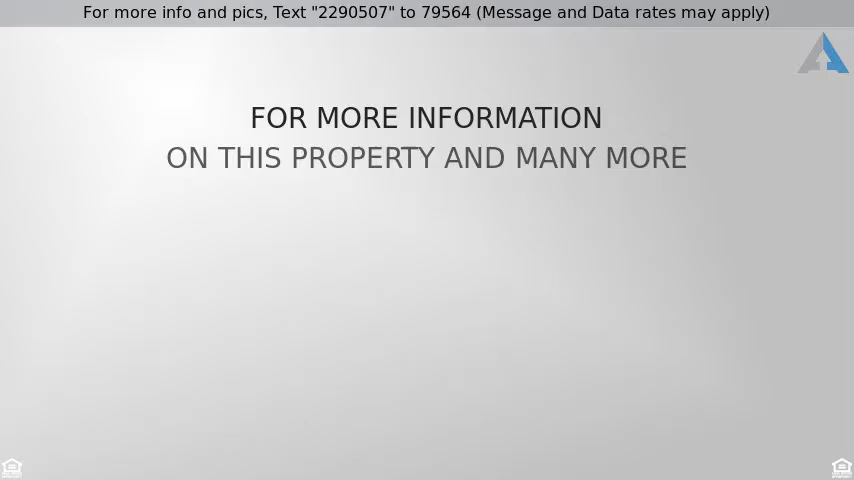 For more info and pics, Text "2290507" to 79564 (Message and Data rates may apply)
FOR MORE INFORMATION
ON THIS PROPERTY AND MANY MORE